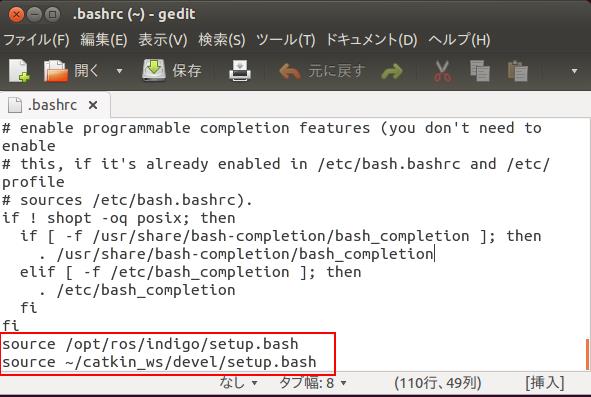 .bashrc (~) - gedit
ファイル(F) 編集(E) 表示(V) 検索(S) ツール(T) ドキュメント(D) ヘルプ(H)
開く 保存 元に戻す
.bashrc
# enable programmable completion features (you don't need to
enable
# this, if it's already enabled in /etc/bash.bashrc and /etc/
profile
# sources /etc/bash.bashrc).
if ! shopt -oq posix; then
  if [ -f /usr/share/bash-completion/bash_completion ]; then
    . /usr/share/bash-completion/bash_completion
  elif [ -f /etc/bash_completion ]; then
    . /etc/bash_completion
  fi
fi
source /opt/ros/indigo/setup.bash
source ~/catkin_ws/devel/setup.bash
なし タブ幅: 8 (110行、49列) [挿入]